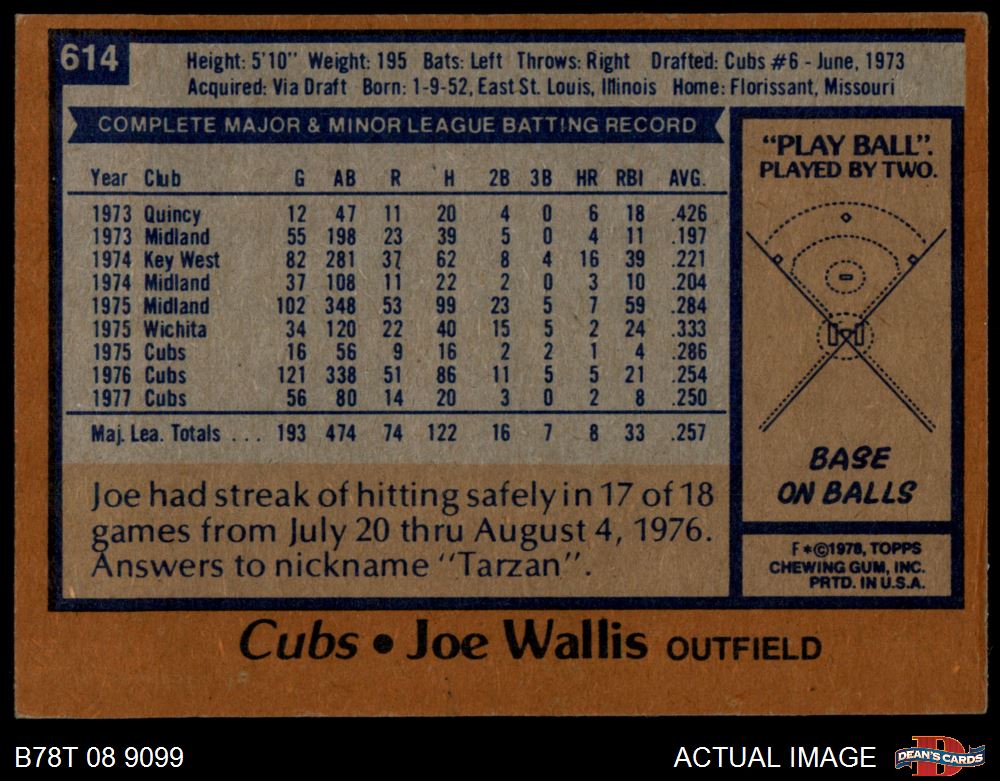 614
Height: 5'10" Weight: 195 Bats: Left Throws: Right Drafted: Cubs #6 - June, 1973
Acquired: Via Draft Born: 1-9-52, East St. Louis, Illinois Home: Florissant, Missouri
COMPLETE MAJOR & MINOR LEAGUE BATTING RECORD
Year Club G AB R H 2B 3B HR RBI AVG.
1973 Quincy 12 47 11 20 4 0 6 18 .426
1973 Midland 55 198 23 39 5 0 4 11 .197
1974 Key West 82 281 37 62 8 4 16 39 .221
1974 Midland 37 108 11 22 2 0 3 10 .204
1975 Midland 102 348 53 99 23 5 7 59 .284
1975 Wichita 34 120 22 40 15 5 2 24 .333
1975 Cubs 16 56 9 16 2 2 1 4 .286
1976 Cubs 121 338 51 86 11 5 5 21 .254
1977 Cubs 56 80 14 20 3 0 2 8 .250
Maj. Lea. Totals . . . 193 474 74 122 16 7 8 33 .257
Joe had streak of hitting safely in 17 of 18
games from July 20 thru August 4, 1976.
Answers to nickname "Tarzan".
"PLAY BALL".
PLAYED BY TWO.
BASE
ON BALLS
F*©1978, TOPPS
CHEWING GUM, INC.
PRTD. IN U.S.A.
Cubs • Joe Wallis OUTFIELD
B78T 08 9099
ACTUAL IMAGE
D
DEAN'S CARDS